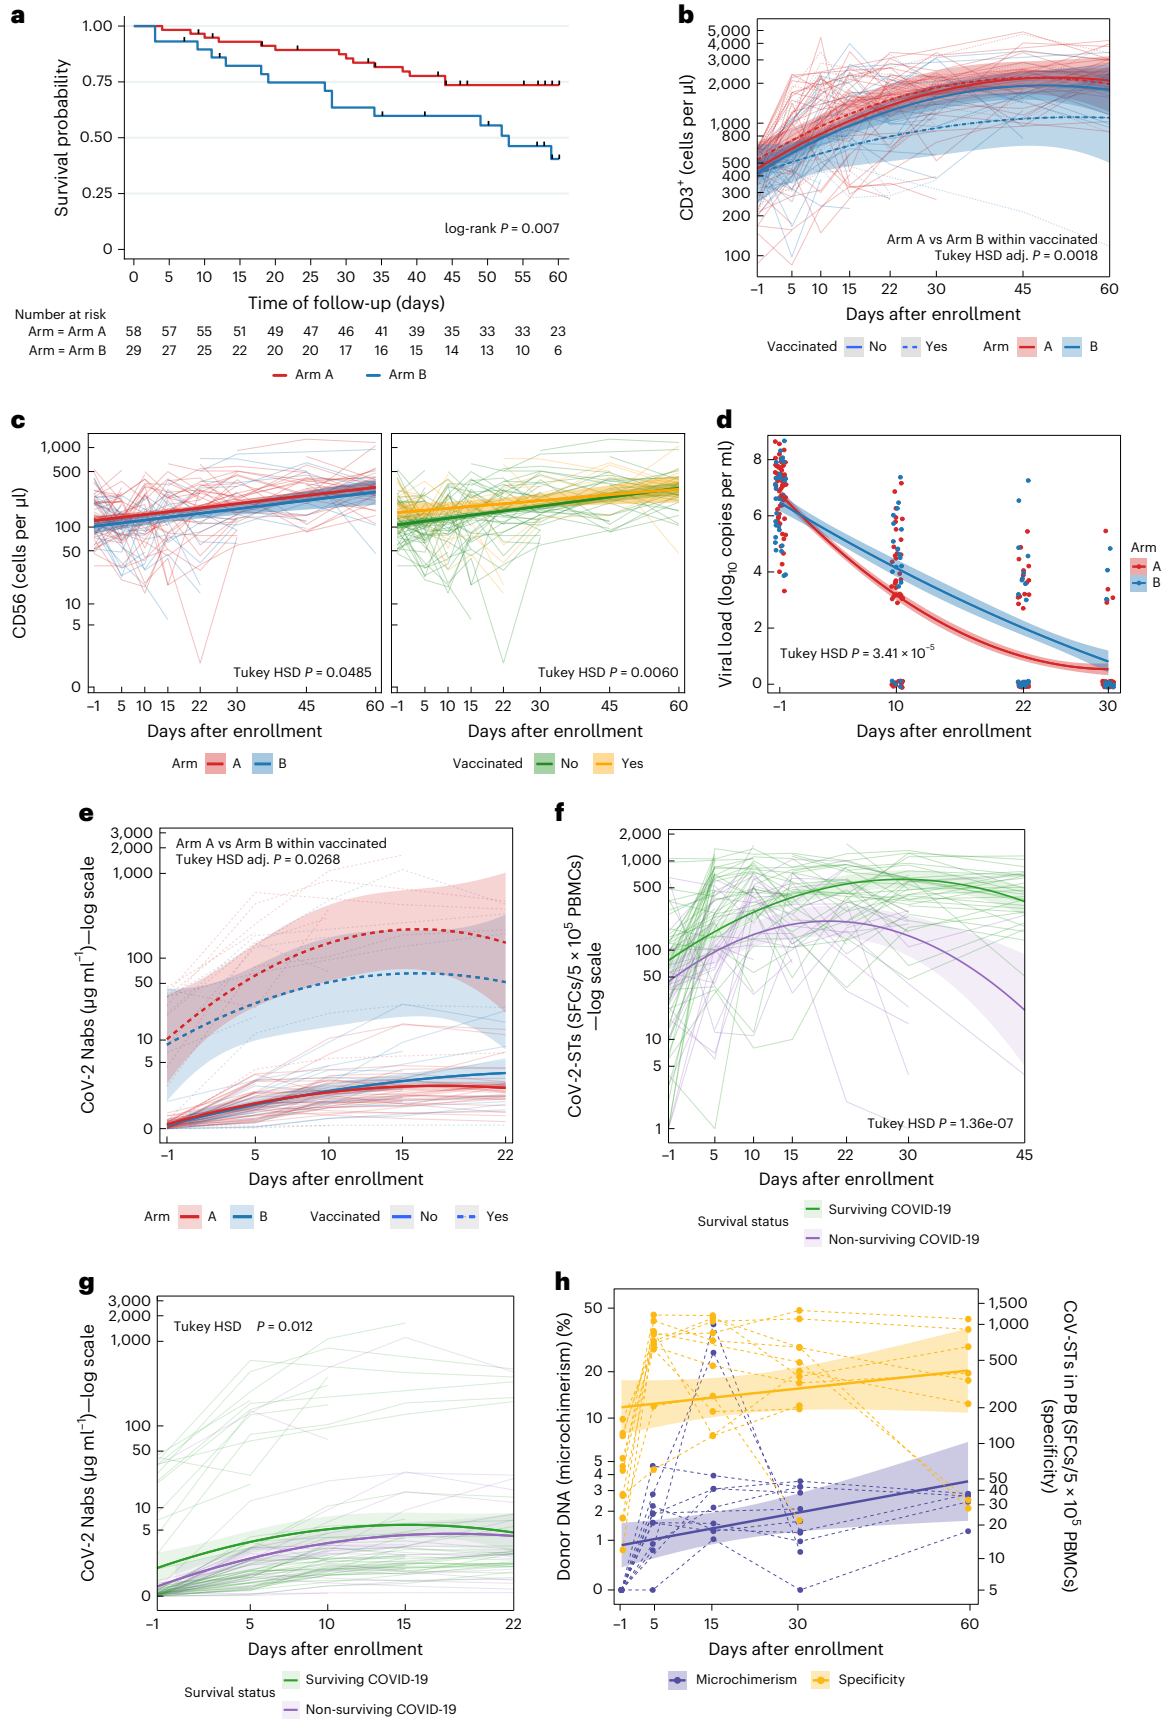 a
1.00
0.75
0.50
0.25
0
Survival probability
log-rank P = 0.007
0 5 10 15 20 25 30 35 40 45 50 55 60
Time of follow-up (days)
Number at risk
Arm = Arm A 58 57 55 51 49 47 46 41 39 35 33 33 23
Arm = Arm B 29 27 25 22 20 20 17 16 15 14 13 10 6
Arm A Arm B
b
5,000
4,000
3,000
2,000
1,000
800
500
400
300
200
100
CD3+ (cells per µl)
Arm A vs Arm B within vaccinated
Tukey HSD adj. P = 0.0018
–1 5 10 15 22 30 45 60
Days after enrollment
Vaccinated No Yes Arm A B
c
1,000
500
100
50
10
5
0
CD56 (cells per µl)
Tukey HSD P = 0.0485
–1 5 10 15 22 30 45 60
Days after enrollment
Arm A B
Tukey HSD P = 0.0060
–1 5 10 15 22 30 45 60
Days after enrollment
Vaccinated No Yes
d
8
6
4
2
0
Viral load (log10 copies per ml)
Tukey HSD P = 3.41 × 10–5
–1 10 22 30
Days after enrollment
Arm
A
B
e
3,000
2,000
1,000
100
50
10
5
0
CoV-2 Nabs (µg ml–1)—log scale
Arm A vs Arm B within vaccinated
Tukey HSD adj. P = 0.0268
–1 5 10 15 22
Days after enrollment
Arm A B Vaccinated No Yes
f
2,000
1,000
500
100
50
10
5
1
CoV-2-STs (SFCs/5 × 105 PBMCs)
—log scale
Tukey HSD P = 1.36e-07
–1 5 10 15 22 30 45
Days after enrollment
Survival status
Surviving COVID-19
Non-surviving COVID-19
g
3,000
2,000
1,000
100
50
10
5
0
CoV-2 Nabs (µg ml–1)—log scale
Tukey HSD P = 0.012
–1 5 10 15 22
Days after enrollment
Survival status
Surviving COVID-19
Non-surviving COVID-19
h
50
20
10
5
4
3
2
1
0
Donor DNA (microchimerism) (%)
1,500
1,000
500
200
100
50
40
30
20
10
5
CoV-STs in PB (SFCs/5 × 105 PBMCs)
(specificity)
–1 5 15 30 60
Days after enrollment
Microchimerism Specificity